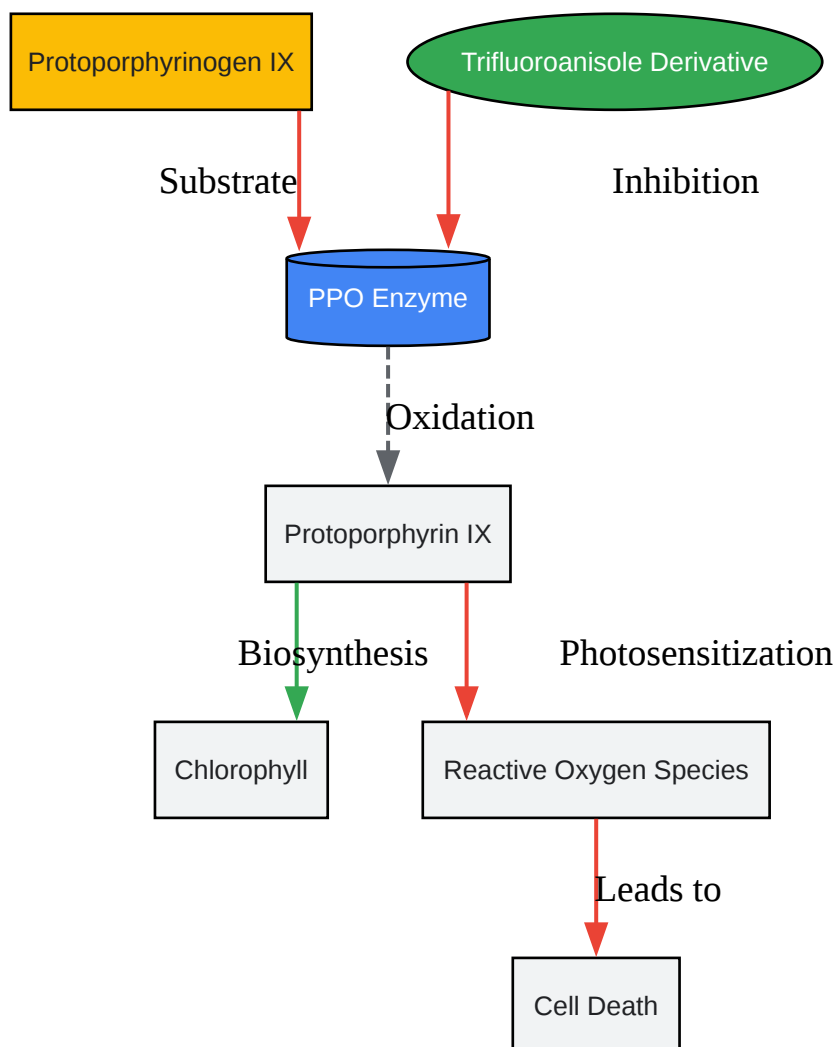 Protoporphyrinogen IX
Trifluoroanisole Derivative
Substrate
Inhibition
PPO Enzyme
Oxidation
Protoporphyrin IX
Biosynthesis
Photosensitization
Chlorophyll
Reactive Oxygen Species
Leads to
Cell Death